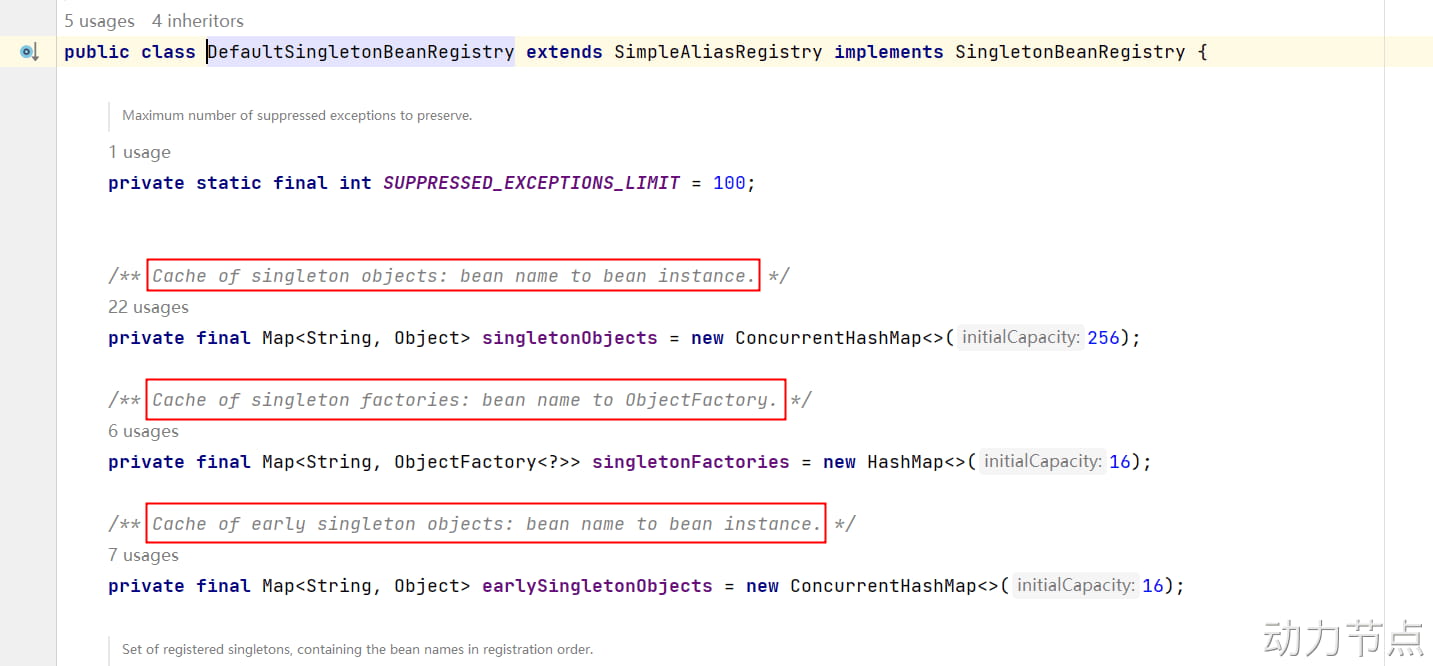 5 usages 4 inheritors
public class DefaultSingletonBeanRegistry extends SimpleAliasRegistry implements SingletonBeanRegistry {
Maximum number of suppressed exceptions to preserve.
1 usage
private static final int SUPPRESSED_EXCEPTIONS_LIMIT = 100;
/** Cache of singleton objects: bean name to bean instance. */
22 usages
private final Map<String, Object> singletonObjects = new ConcurrentHashMap<>( initialCapacity: 256);
/** Cache of singleton factories: bean name to ObjectFactory. */
6 usages
private final Map<String, ObjectFactory<?>> singletonFactories = new HashMap<>( initialCapacity: 16);
/** Cache of early singleton objects: bean name to bean instance. */
7 usages
private final Map<String, Object> earlySingletonObjects = new ConcurrentHashMap<>( initialCapacity: 16);
Set of registered singletons, containing the bean names in registration order.
动力节点